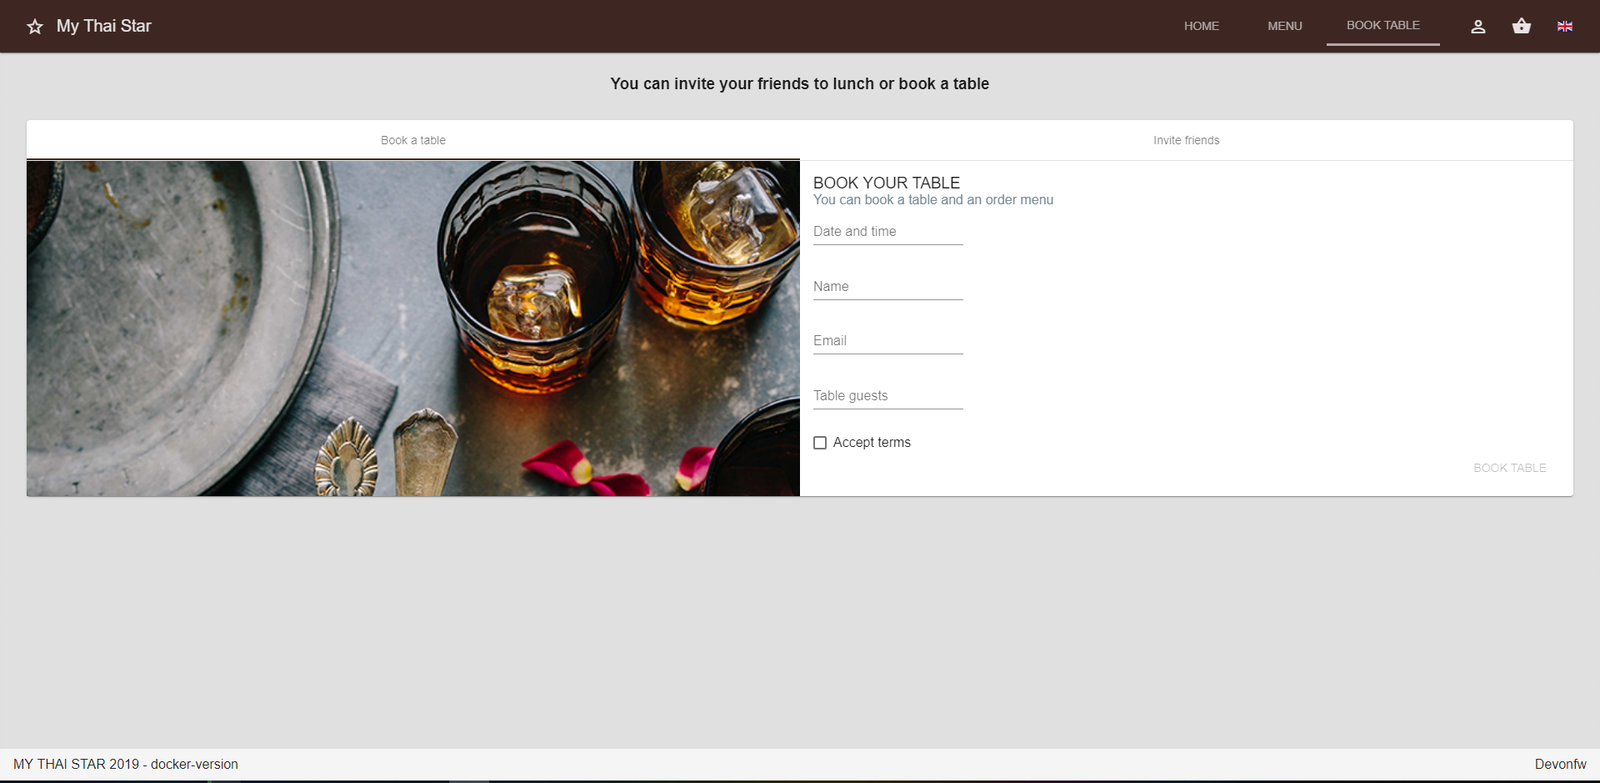 My Thai Star
HOME
MENU
BOOK TABLE
You can invite your friends to lunch or book a table
Book a table
Invite friends
BOOK YOUR TABLE
You can book a table and an order menu
Date and time
Name
Email
Table guests
Accept terms
BOOK TABLE
MY THAI STAR 2019 - docker-version
Devonfw